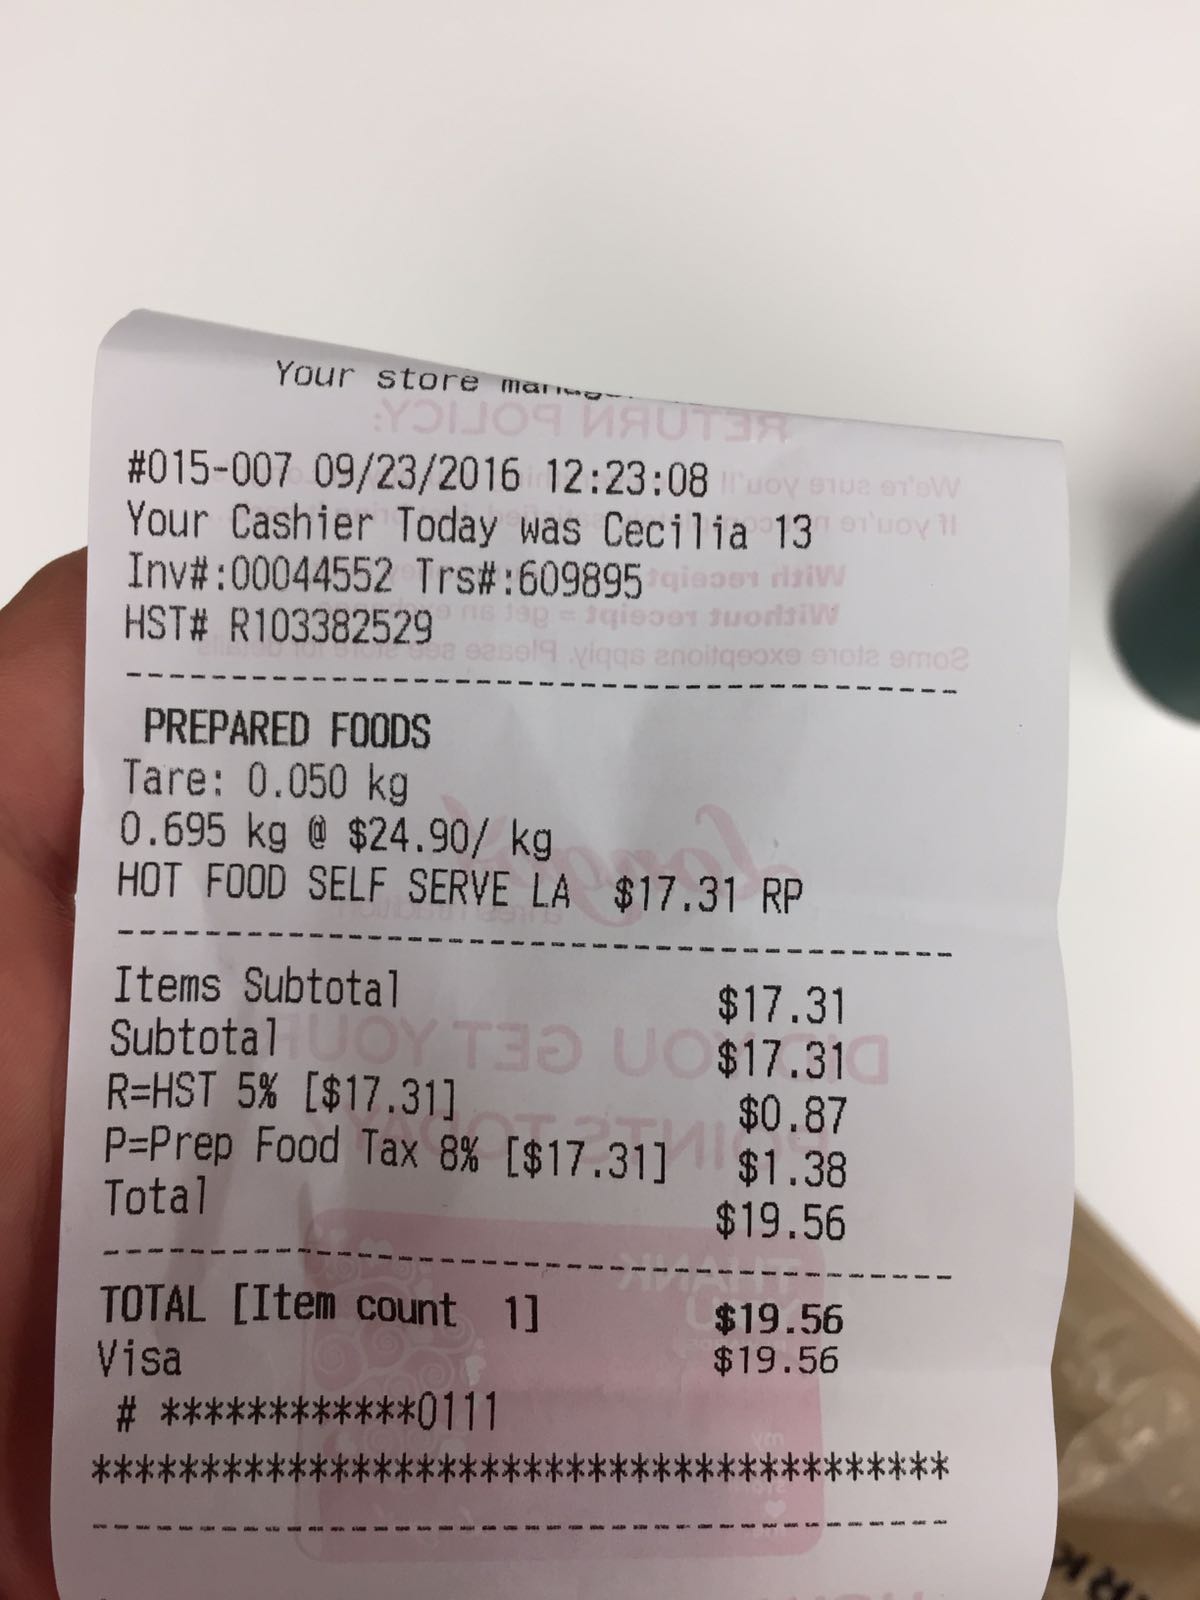 Your store
#015-007 09/23/2016 12:23:08
Your Cashier Today was Cecilia 13
Inv#:00044552 Trs#:609895
HST# R103382529
PREPARED FOODS
Tare: 0.050 kg
0.695 kg @ $24.90/ kg
HOT FOOD SELF SERVE LA $17.31 RP
Items Subtotal $17.31
Subtotal $17.31
R=HST 5% [$17.31] $0.87
P=Prep Food Tax 8% [$17.31] $1.38
Total $19.56
TOTAL [Item count 1] $19.56
Visa $19.56
# ************0111
****************************************